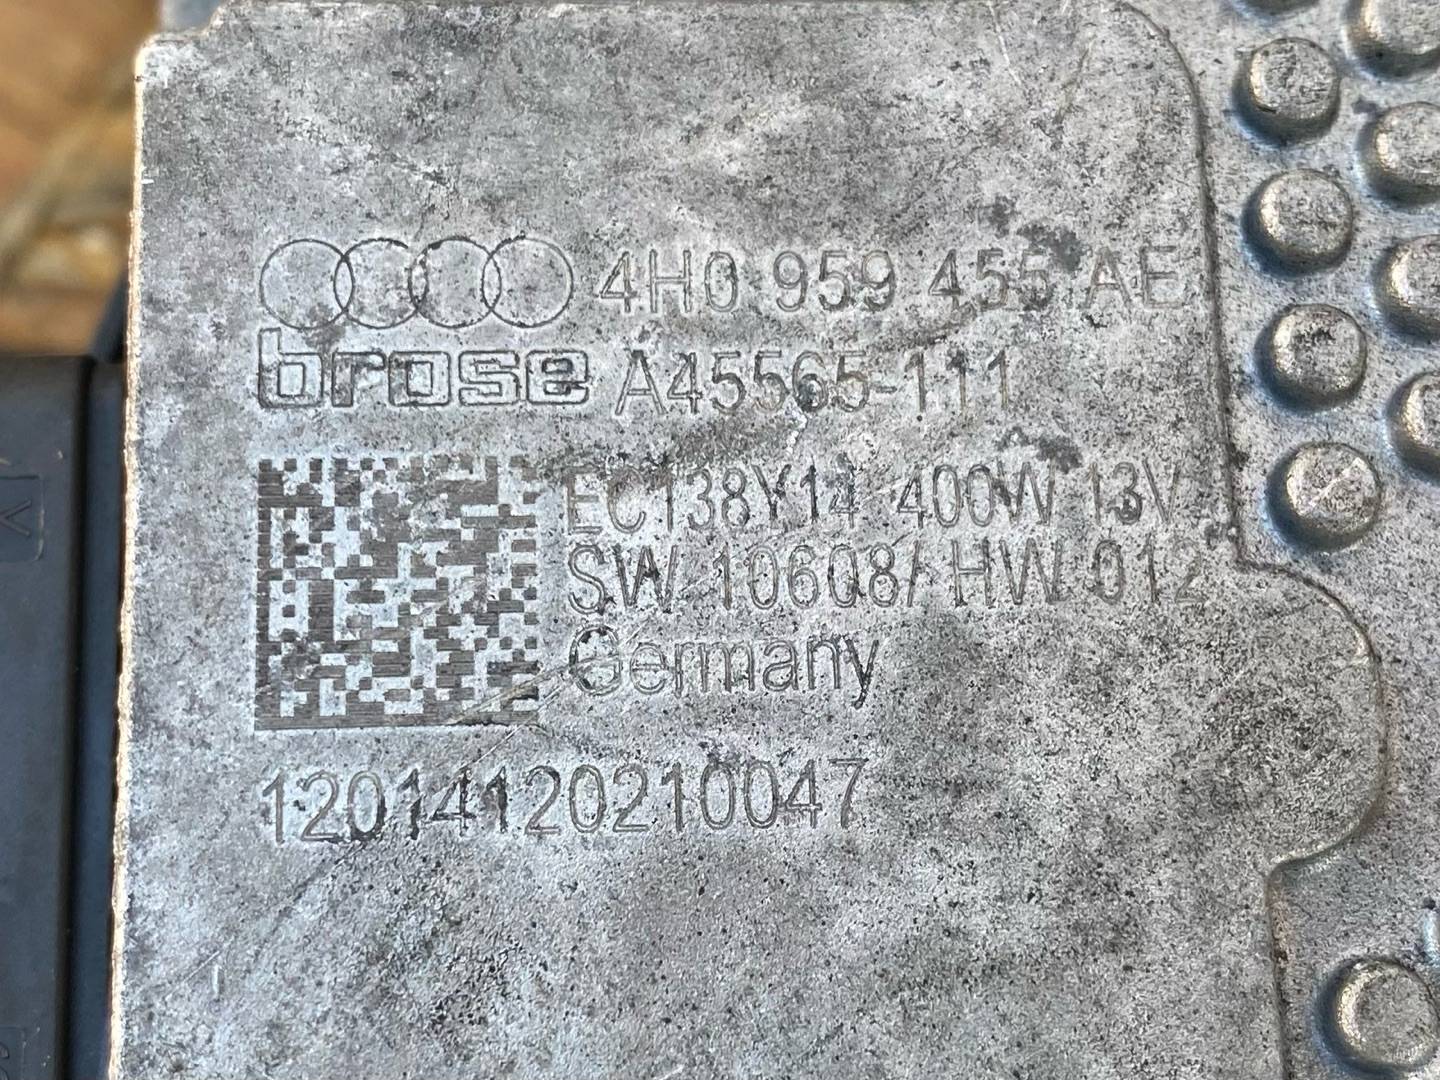 4H0 959 455 AE
brose A45565-111
EC138Y14 400W 13V
SW 10608/ HW 012
Germany
12014120210047